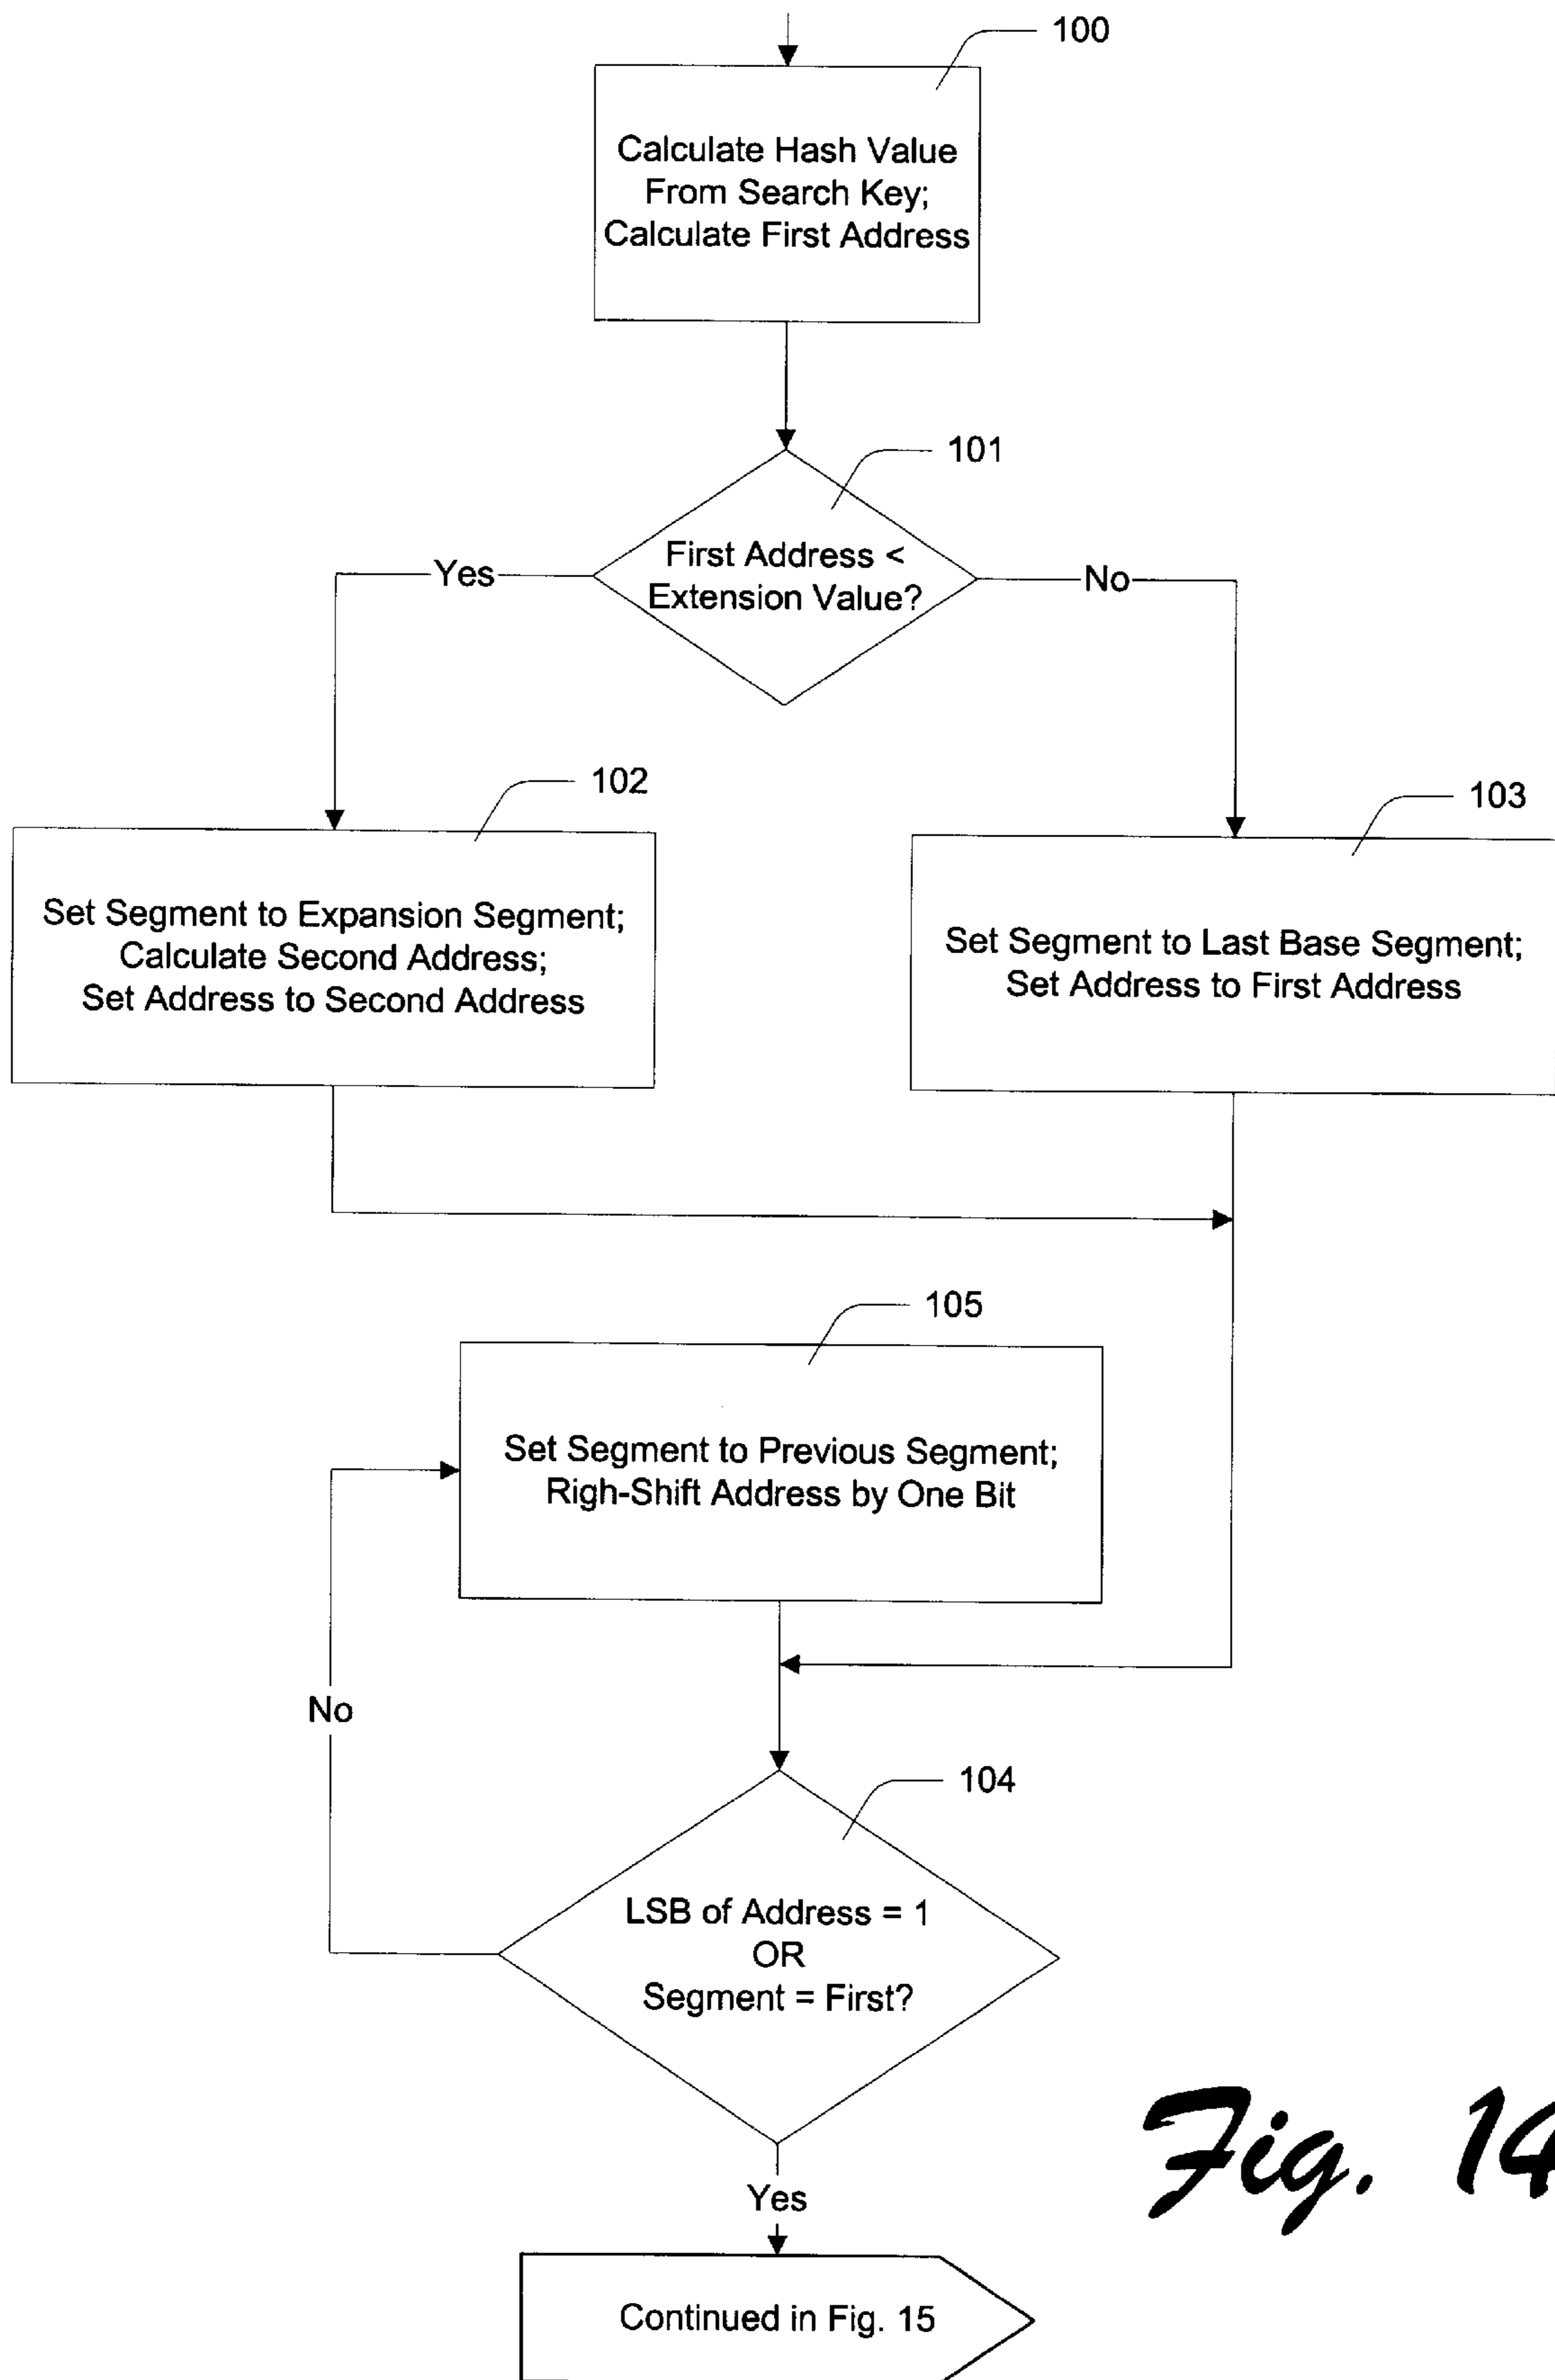 100
Calculate Hash Value
From Search Key;
Calculate First Address
101
First Address <
Extension Value?
Yes
No
102
Set Segment to Expansion Segment;
Calculate Second Address;
Set Address to Second Address
103
Set Segment to Last Base Segment;
Set Address to First Address
105
Set Segment to Previous Segment;
Righ-Shift Address by One Bit
No
104
LSB of Address = 1
OR
Segment = First?
Yes
Fig. 14
Continued in Fig. 15